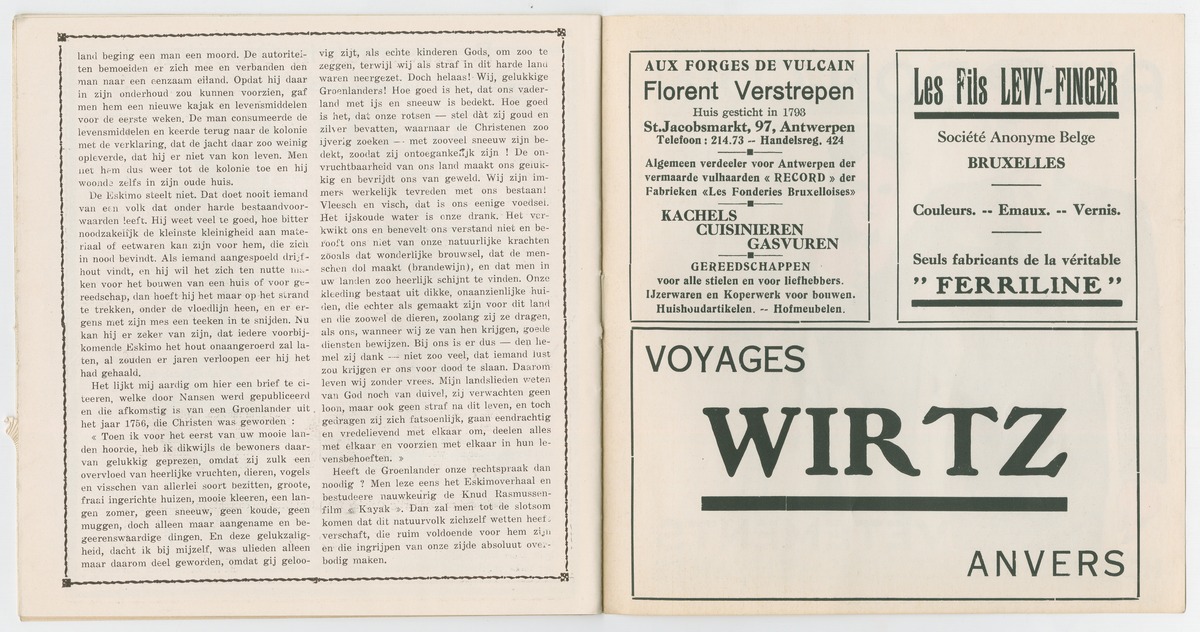 land beging een man een moord. De autoritei-
ten bemoeiden er zich mee en verbanden den
man naar een eenzaam eiland. Opdat hij daar
in zijn onderhoud zou kunnen voorzien, gaf
men hem een nieuwe kajak en levensmiddelen
voor de eerste weken. De man consumeerde de
levensmiddelen en keerde terug naar de kolonie
met de verklaring, dat de jacht daar zoo weinig
opleverde, dat hij er niet van kon leven. Men
liet hem dus weer tot de kolonie toe en hij
woonde zelfs in zijn oude huis.
De Eskimo steelt niet. Dat doet nooit iemand
van een volk dat onder harde bestaandvoor-
waarden leeft. Hij weet veel te goed, hoe bitter
noodzakelijk de kleinste kleinigheid aan mate-
riaal of eetwaren kan zijn voor hem, die zich
in nood bevindt. Als iemand aangespoeld drijf-
hout vindt, en hij wil het zich ten nutte ma-
ken voor het bouwen van een huis of voor ge-
reedschap, dan hoeft hij het maar op het strand
te trekken, onder de vloedlijn heen, en er er-
gens met zijn mes een teeken in te snijden. Nu
kan hij er zeker van zijn, dat iedere voorbij-
komende Eskimo het hout onaangeroerd zal la-
ten, al zouden er jaren verloopen eer hij het
had gehaald.
Het lijkt mij aardig om hier een brief te ci-
teeren, welke door Nansen werd gepubliceerd
en die afkomstig is van een Groenlander uit
het jaar 1756, die Christen was geworden :
« Toen ik voor het eerst van uw mooie lan-
den hoorde, heb ik dikwijls de bewoners daar-
van gelukkig geprezen, omdat zij zulk een
overvloed van heerlijke vruchten, dieren, vogels
en visschen van allerlei soort bezitten, groote,
fraai ingerichte huizen, mooie kleeren, een lan-
gen zomer, geen sneeuw, geen koude, geen
muggen, doch alleen maar aangename en be-
geerenswaardige dingen. En deze gelukzalig-
heid, dacht ik bij mijzelf, was ulieden alleen
maar daarom deel geworden, omdat gij geloo-
vig zijt, als echte kinderen Gods, om zoo te
zeggen, terwijl wij als straf in dit harde land
waren neergezet. Doch helaas! Wij, gelukkige
Groenlanders! Hoe goed is het, dat ons vader-
land met ijs en sneeuw is bedekt. Hoe goed
is het, dat onze rotsen — stel dàt zij goud en
zilver bevatten, waarnaar de Christenen zoo
ijverig zoeken — met zooveel sneeuw zijn be-
dekt, zoodat zij ontoegankelijk zijn ! De on-
vruchtbaarheid van ons land maakt ons geluk-
kig en bevrijdt ons van geweld. Wij zijn im-
mers werkelijk tevreden met ons bestaan!
Vleesch en visch, dat is ons eenige voedsel.
Het ijskoude water is onze drank. Het ver-
kwikt ons en benevelt ons verstand niet en be-
rooft ons niet van onze natuurlijke krachten
zóoals dat wonderlijke brouwsel, dat de men-
schen dol maakt (brandewijn), en dat men in
uw landen zoo heerlijk schijnt te vinden. Onze
kleeding bestaat uit dikke, onaanzienlijke hui-
den, die echter als gemaakt zijn voor dit land
en die zoowel de dieren, zoolang zij ze dragen,
als ons, wanneer wij ze van hen krijgen, goede
diensten bewijzen. Bij ons is er dus — den he-
mel zij dank — niet zoo veel, dat iemand lust
zou krijgen er ons voor dood te slaan. Daarom
leven wij zonder vrees. Mijn landslieden weten
van God noch van duivel, zij verwachten geen
loon, maar ook geen straf na dit leven, en toch
gedragen zij zich fatsoenlijk, gaan eendrachtig
en vredelievend met elkaar om, deelen alles
met elkaar en voorzien met elkaar in hun le-
vensbehoeften. »
Heeft de Groenlander onze rechtspraak dan
noodig ? Men leze eens het Eskimoverhaal en
bestudeere nauwkeurig de Knud Rasmussen-
film « Kayak ». Dan zal men tot de slotsom
komen dat dit natuurvolk zichzelf wetten heeft
verschaft, die ruim voldoende voor hem zijn
en die ingrijpen van onze zijde absoluut over-
bodig maken.
AUX FORGES DE VULCAIN
Florent Verstrepen
Huis gesticht in 1793
St.Jacobsmarkt, 97, Antwerpen
Telefoon : 214.73 -- Handelsreg. 424
Algemeen verdeeler voor Antwerpen der
vermaarde vulhaarden « RECORD » der
Fabrieken «Les Fonderies Bruxelloises»
KACHELS
CUISINIEREN
GASVUREN
GEREEDSCHAPPEN
voor alle stielen en voor liefhebbers.
IJzerwaren en Koperwerk voor bouwen.
Huishoudartikelen. -- Hofmeubelen.
Les Fils LEVY-FINGER
Société Anonyme Belge
BRUXELLES
Couleurs. -- Emaux. -- Vernis.
Seuls fabricants de la véritable
" FERRILINE "
VOYAGES
WIRTZ
ANVERS